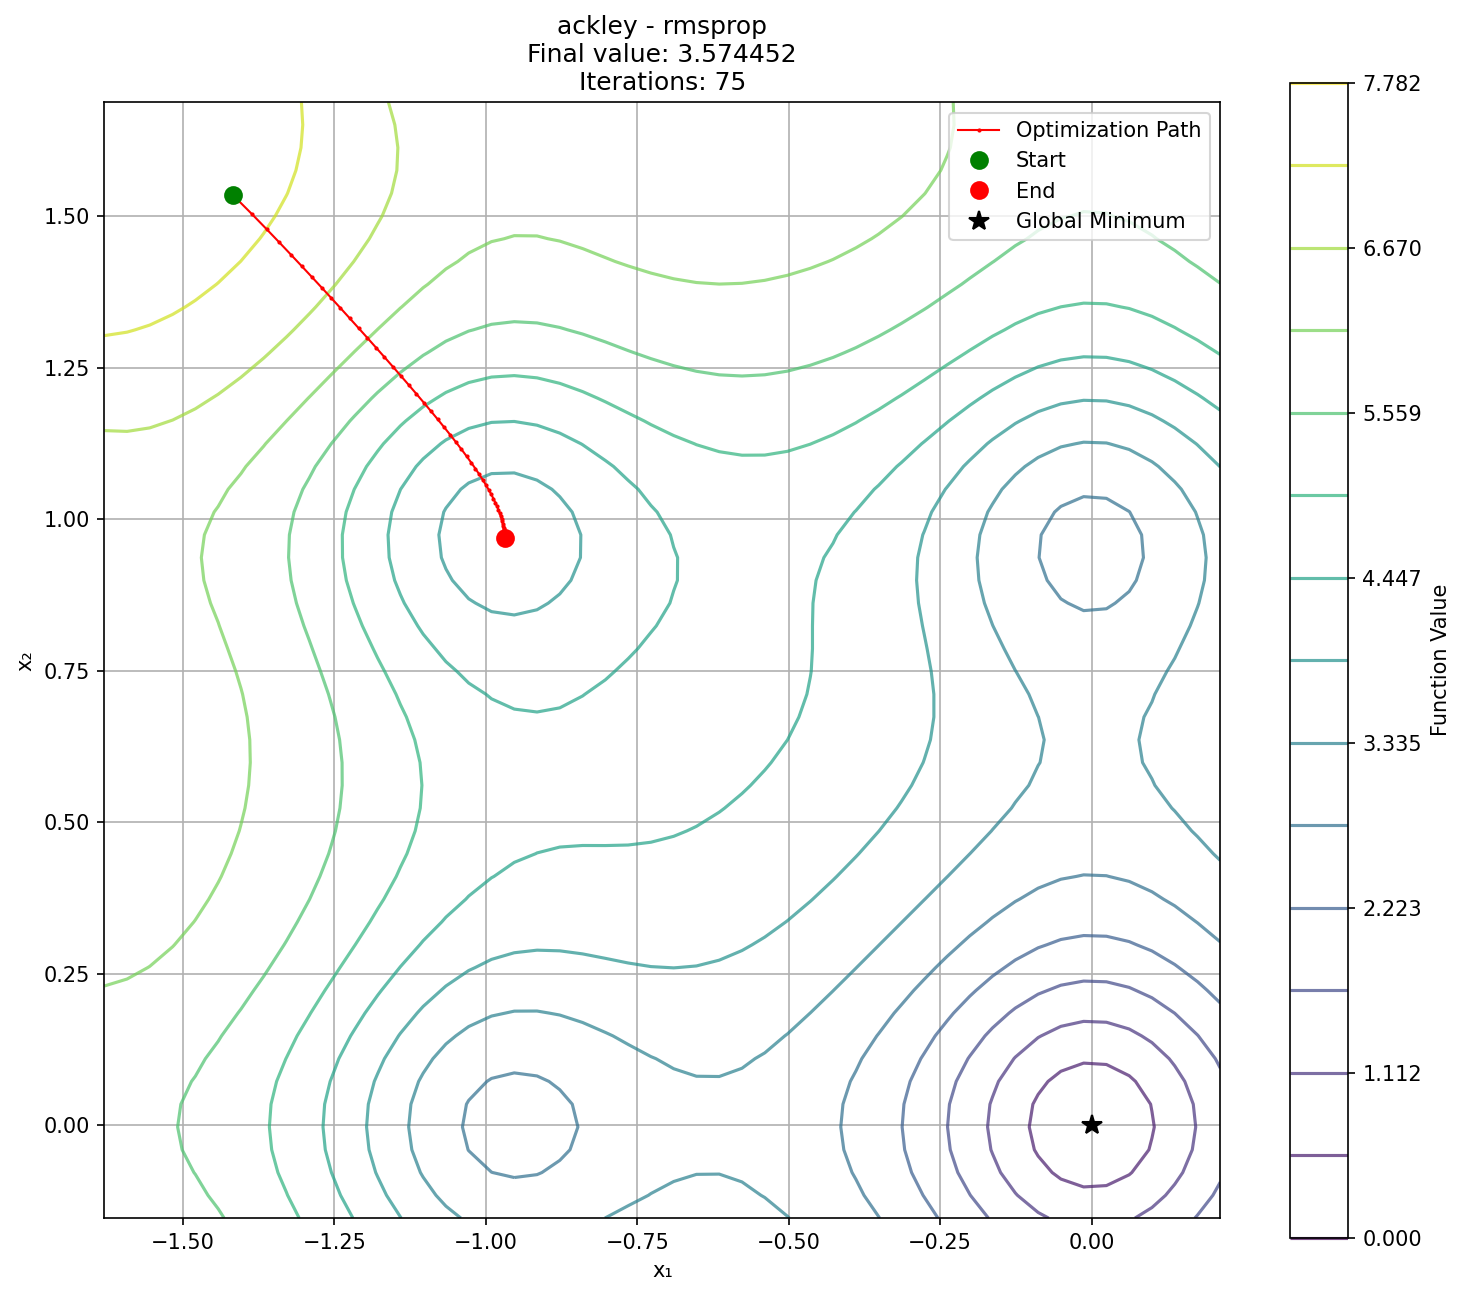 ackley - rmsprop
Final value: 3.574452
Iterations: 75
Optimization Path
Start
End
Global Minimum
1.50
1.25
1.00
0.75
0.50
0.25
0.00
x₂
−1.50
−1.25
−1.00
−0.75
−0.50
−0.25
0.00
x₁
7.782
6.670
5.559
4.447
3.335
2.223
1.112
0.000
Function Value